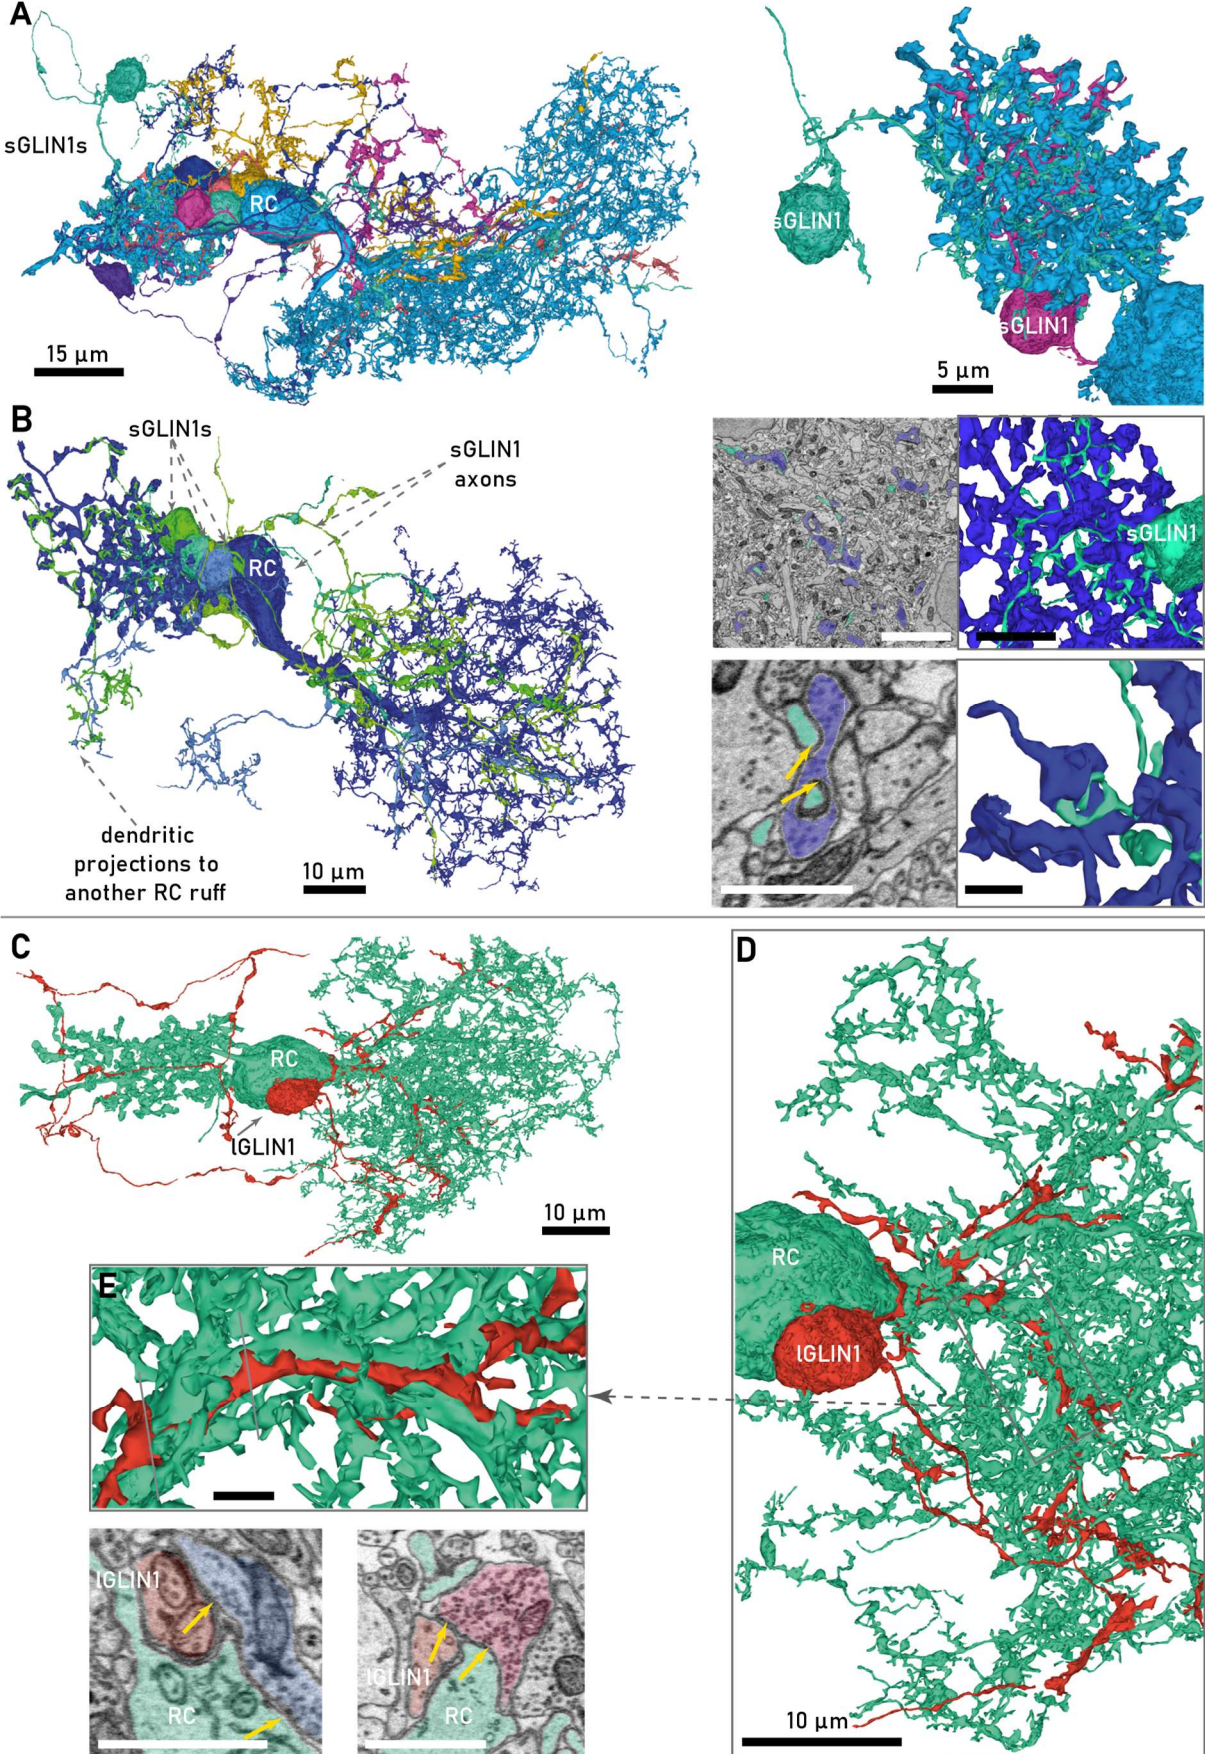 A
sGLIN1s
RC
15 µm
sGLIN1
sGLIN1
5 µm
B
sGLIN1s
sGLIN1
axons
RC
dendritic
projections to
another RC ruff
10 µm
sGLIN1
C
RC
lGLIN1
10 µm
D
RC
lGLIN1
10 µm
E
lGLIN1
RC
lGLIN1
RC